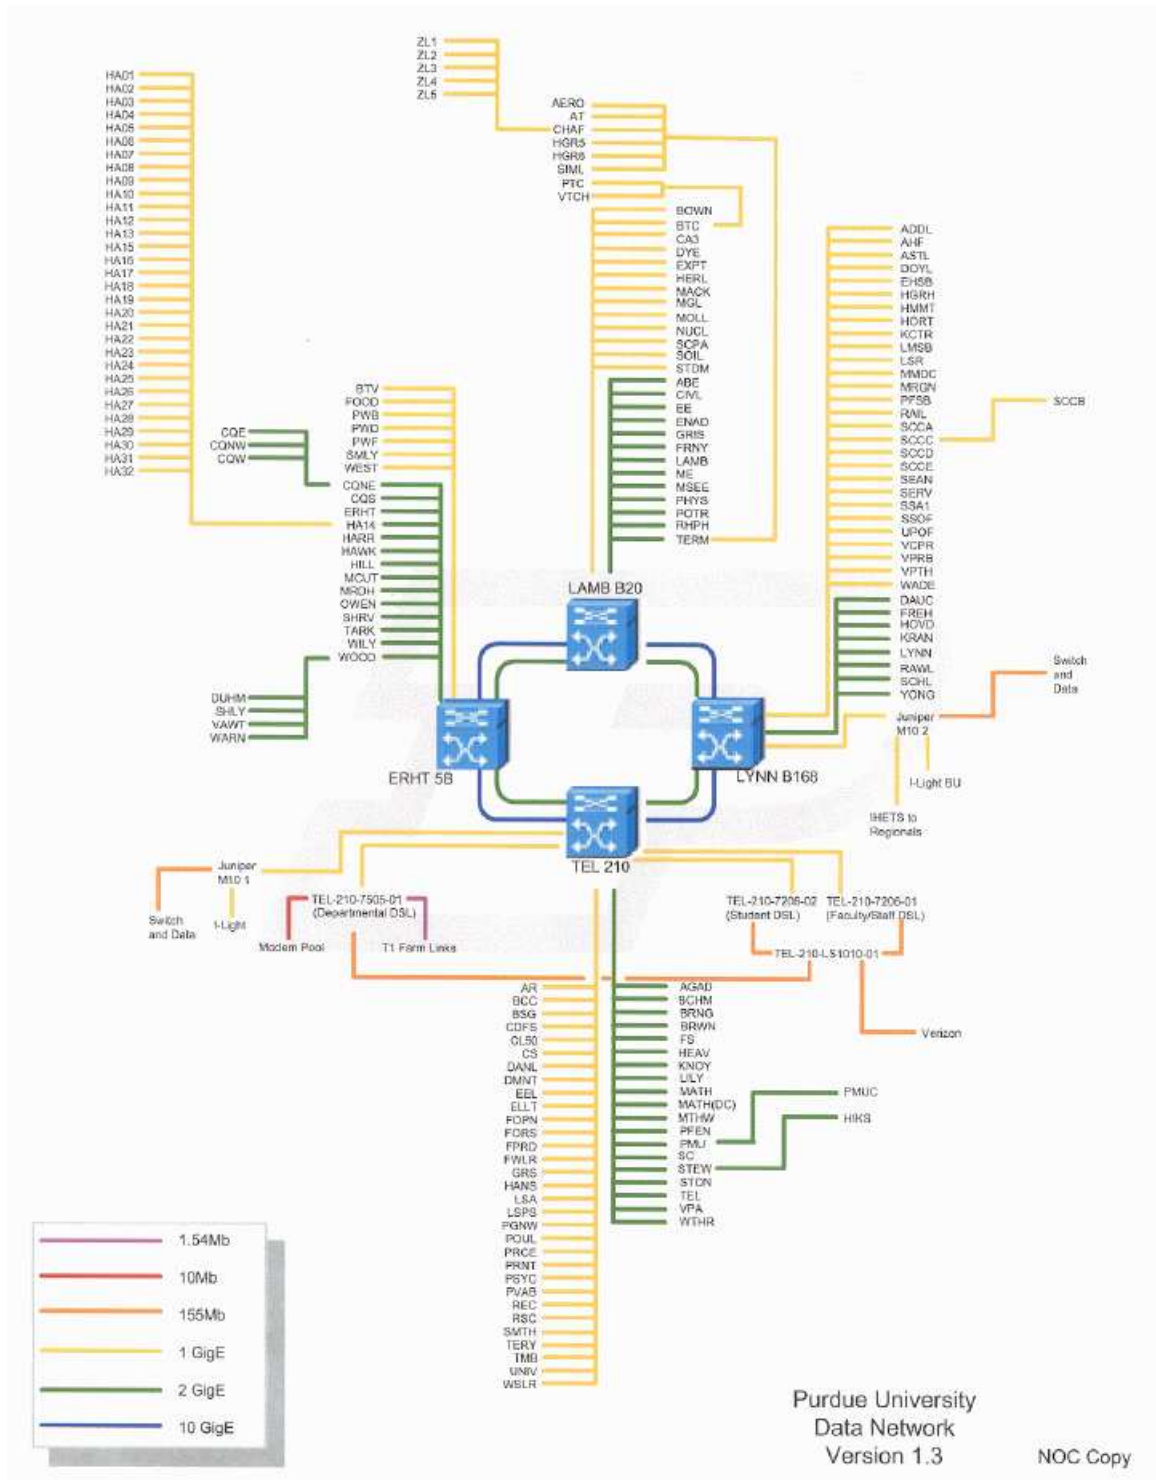 ZL1
ZL2
ZL3
ZL4
ZL5
HA01
HA02
HA03
HA04
HA05
HA06
HA07
HA08
HA09
HA10
HA11
HA12
HA13
HA15
HA16
HA17
HA18
HA19
HA20
HA21
HA22
HA23
HA24
HA25
HA26
HA27
HA28
HA29
HA30
HA31
HA32
AERO
AT
CHAF
HGR5
HGR6
SIML
PTC
VTCH
BOWN
BTC
CA3
DYE
EXPT
HERL
MACK
MGL
MOLL
NUCL
SCPA
SOIL
STDM
ABE
CIVL
EE
ENAD
GRIS
FRNY
LAMB
ME
MSEE
PHYS
POTR
RHPH
TERM
ADDL
AHF
ASTL
DOYL
EHSB
HGRH
HMMT
HORT
KCTR
LMSB
LSR
MMDC
MRGN
PFSB
RAIL
SCCA
SCCC
SCCD
SCCE
SEAN
SERV
SSA1
SSOF
UPOF
VCPR
VPRB
VPTH
WADE
DAUC
FREH
HOVD
KRAN
LYNN
RAWL
SCHL
YONG
SCCB
BTV
FOOD
PWB
PWD
PWF
SMLY
WEST
CQE
CQNW
CQW
CQNE
CQS
ERHT
HA14
HARR
HAWK
HILL
MCUT
MRDH
OWEN
SHRV
TARK
WILY
WOOD
DUHM
SHLY
VAWT
WARN
LAMB B20
ERHT 5B
LYNN B168
TEL 210
Switch
and
Data
Juniper
M10 2
I-Light BU
IHETS to
Regionals
Juniper
M10 1
Switch
and Data
I-Light
TEL-210-7505-01
(Departmental DSL)
Modem Pool
T1 Farm Links
TEL-210-7206-02
(Student DSL)
TEL-210-7206-01
(Faculty/Staff DSL)
TEL-210-LS1010-01
Verizon
AR
BCC
BSG
CDFS
CL50
CS
DANL
DMNT
EEL
ELLT
FOPN
FORS
FPRD
FWLR
GRS
HANS
LSA
LSPS
PGNW
POUL
PRCE
PRNT
PSYC
PVAB
REC
RSC
SMTH
TERY
TMB
UNIV
WSLR
AGAD
SCHM
BRNG
BRWN
FS
HEAV
KNOY
LILY
MATH
MATH(DC)
MTHW
PFEN
PMU
SC
STEW
STDN
TEL
VPA
WTHR
PMUC
HIKS
1.54Mb
10Mb
155Mb
1 GigE
2 GigE
10 GigE
Purdue University
Data Network
Version 1.3
NOC Copy